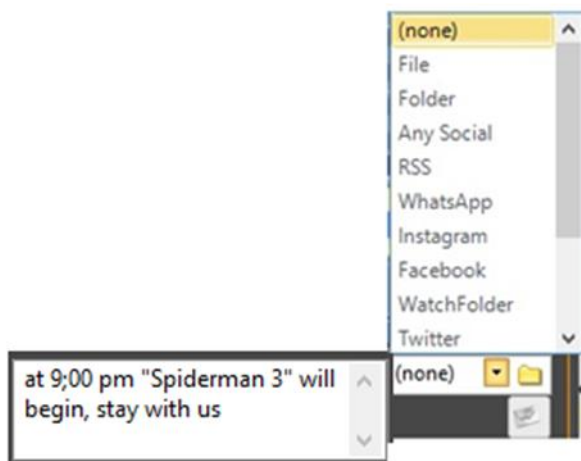 (none)
File
Folder
Any Social
RSS
WhatsApp
Instagram
Facebook
WatchFolder
Twitter
at 9;00 pm "Spiderman 3" will
begin, stay with us
(none)